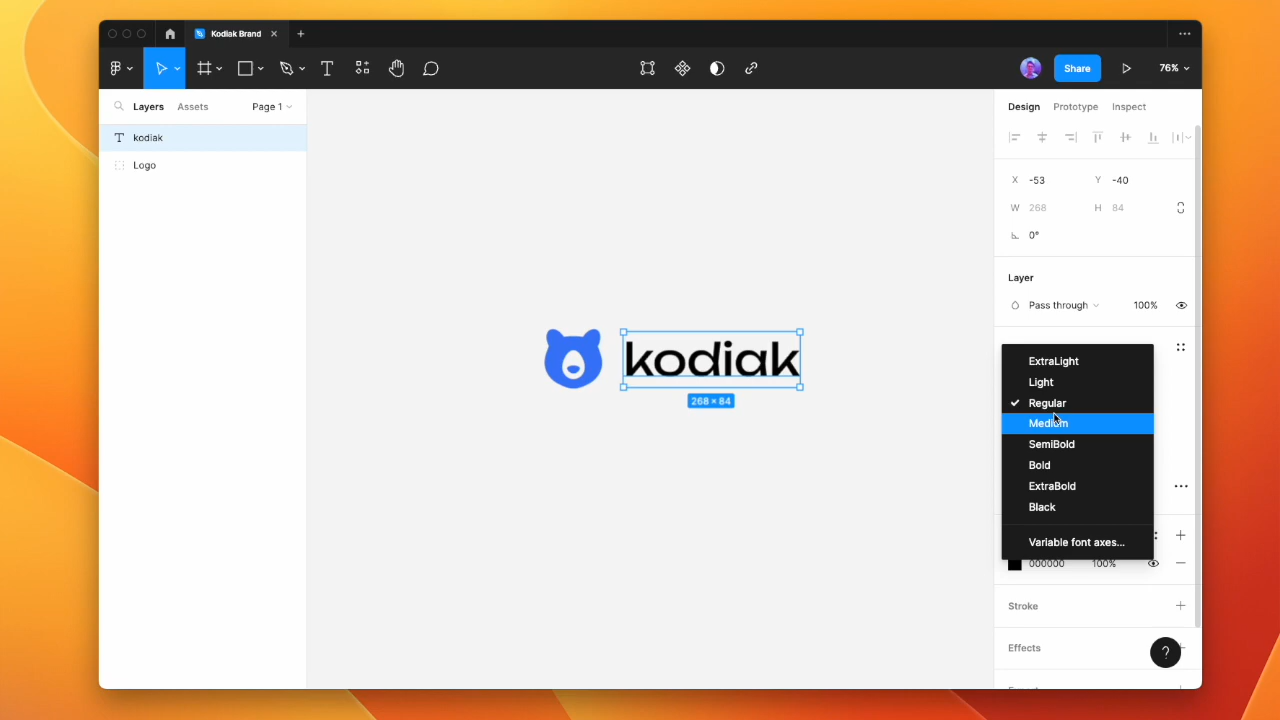 Kodiak Brand
Share
76%
Layers Assets Page 1
kodiak
Logo
Design Prototype Inspect
X -53 Y -40
W 268 H 84
0°
Layer
Pass through 100%
kodiak
268 × 84
ExtraLight
Light
Regular
Medium
SemiBold
Bold
ExtraBold
Black
Variable font axes...
000000 100%
Stroke
Effects
?